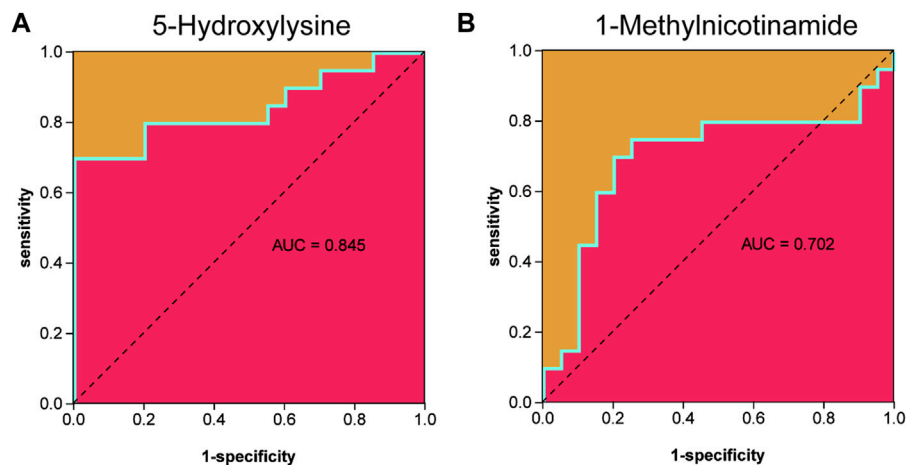 A
5-Hydroxylysine
1.0
0.8
0.6
0.4
0.2
0.0
sensitivity
AUC = 0.845
0.0 0.2 0.4 0.6 0.8 1.0
1-specificity
B
1-Methylnicotinamide
1.0
0.8
0.6
0.4
0.2
0.0
sensitivity
AUC = 0.702
0.0 0.2 0.4 0.6 0.8 1.0
1-specificity